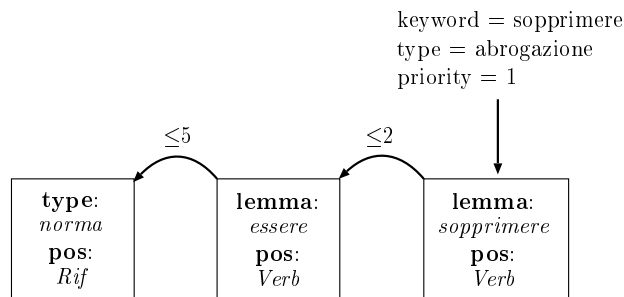 keyword = sopprimere
type = abrogazione
priority = 1
≤5
≤2
type:
norma
pos:
Rif
lemma:
essere
pos:
Verb
lemma:
sopprimere
pos:
Verb